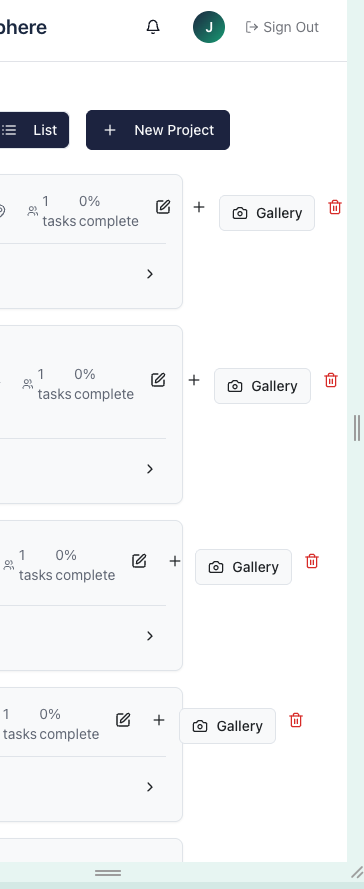 phere
J
Sign Out
List
New Project
1 0%
tasks complete
Gallery
1 0%
tasks complete
Gallery
1 0%
tasks complete
Gallery
1 0%
tasks complete
Gallery